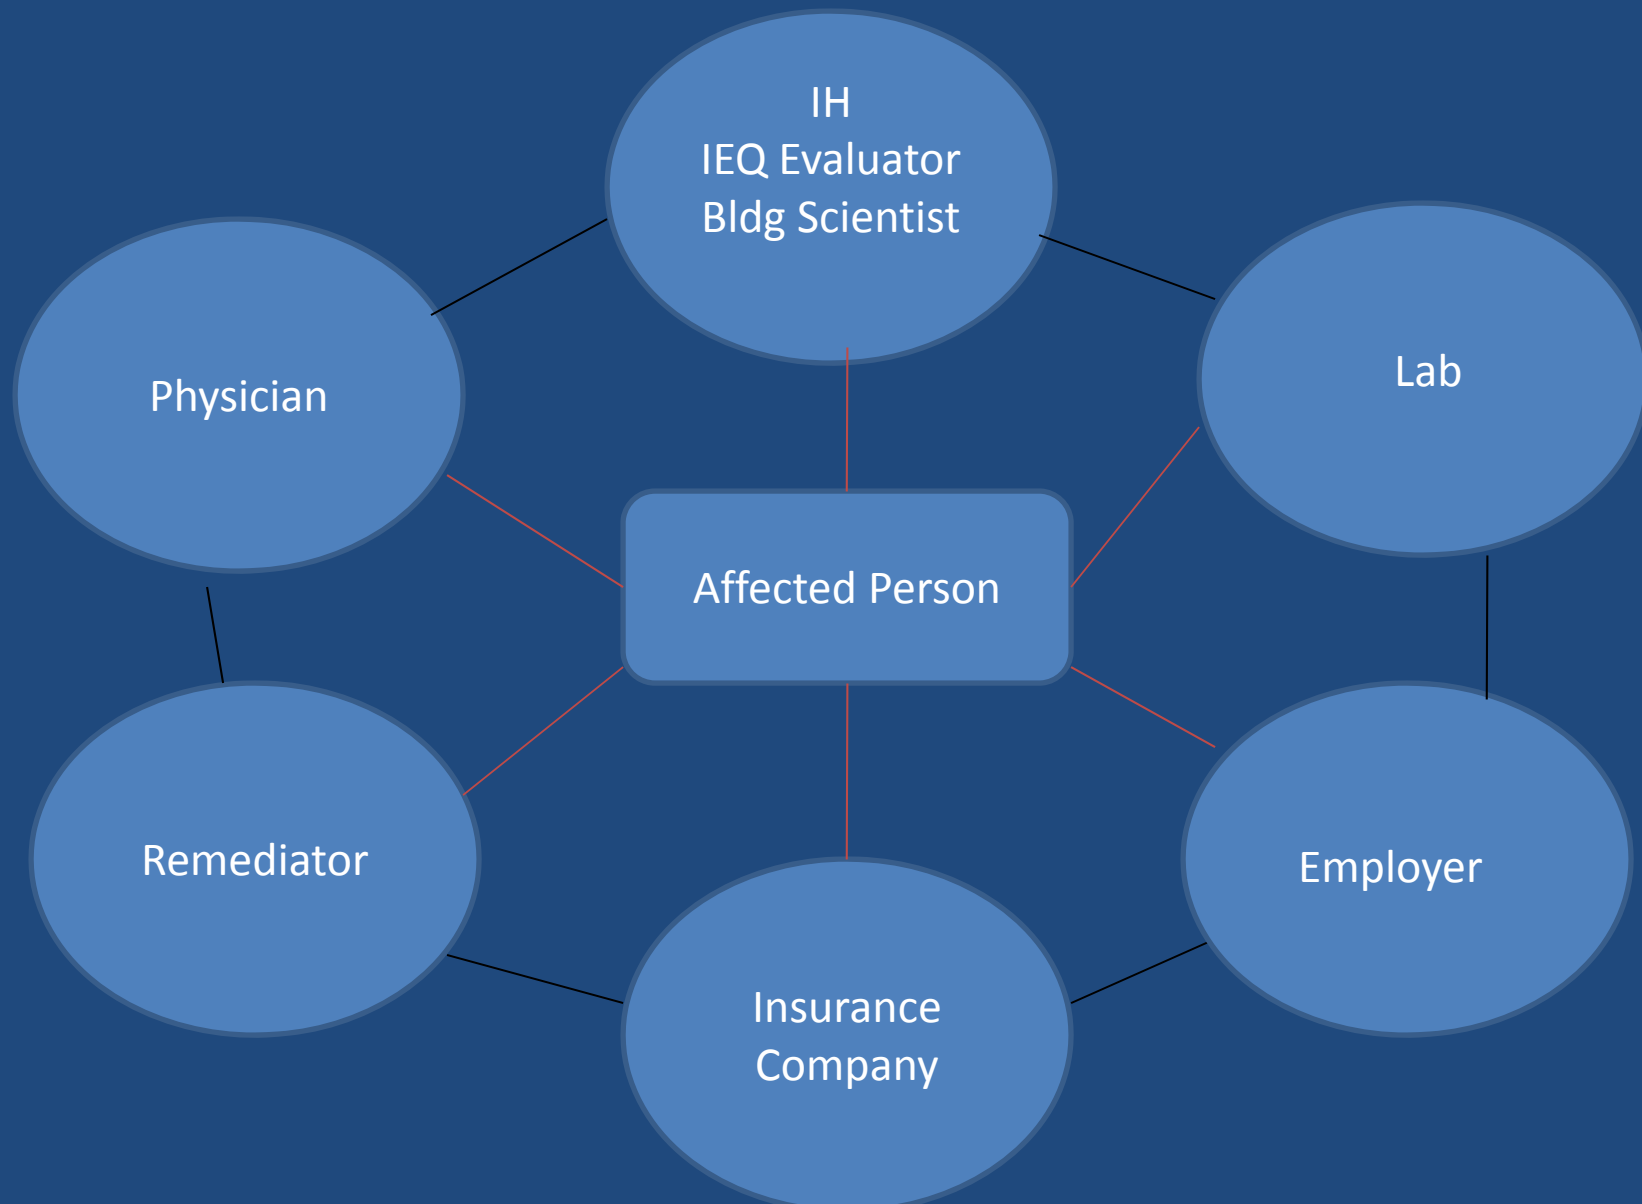 IH
IEQ Evaluator
Bldg Scientist
Physician
Lab
Affected Person
Remediator
Employer
Insurance
Company